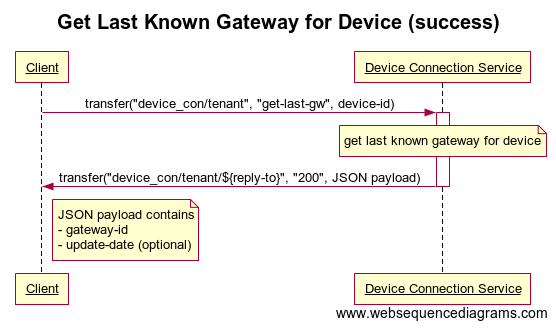 Get Last Known Gateway for Device (success)
Client
Device Connection Service
transfer("device_con/tenant", "get-last-gw", device-id)
get last known gateway for device
transfer("device_con/tenant/${reply-to}", "200", JSON payload)
JSON payload contains
- gateway-id
- update-date (optional)
Client
Device Connection Service
www.websequencediagrams.com